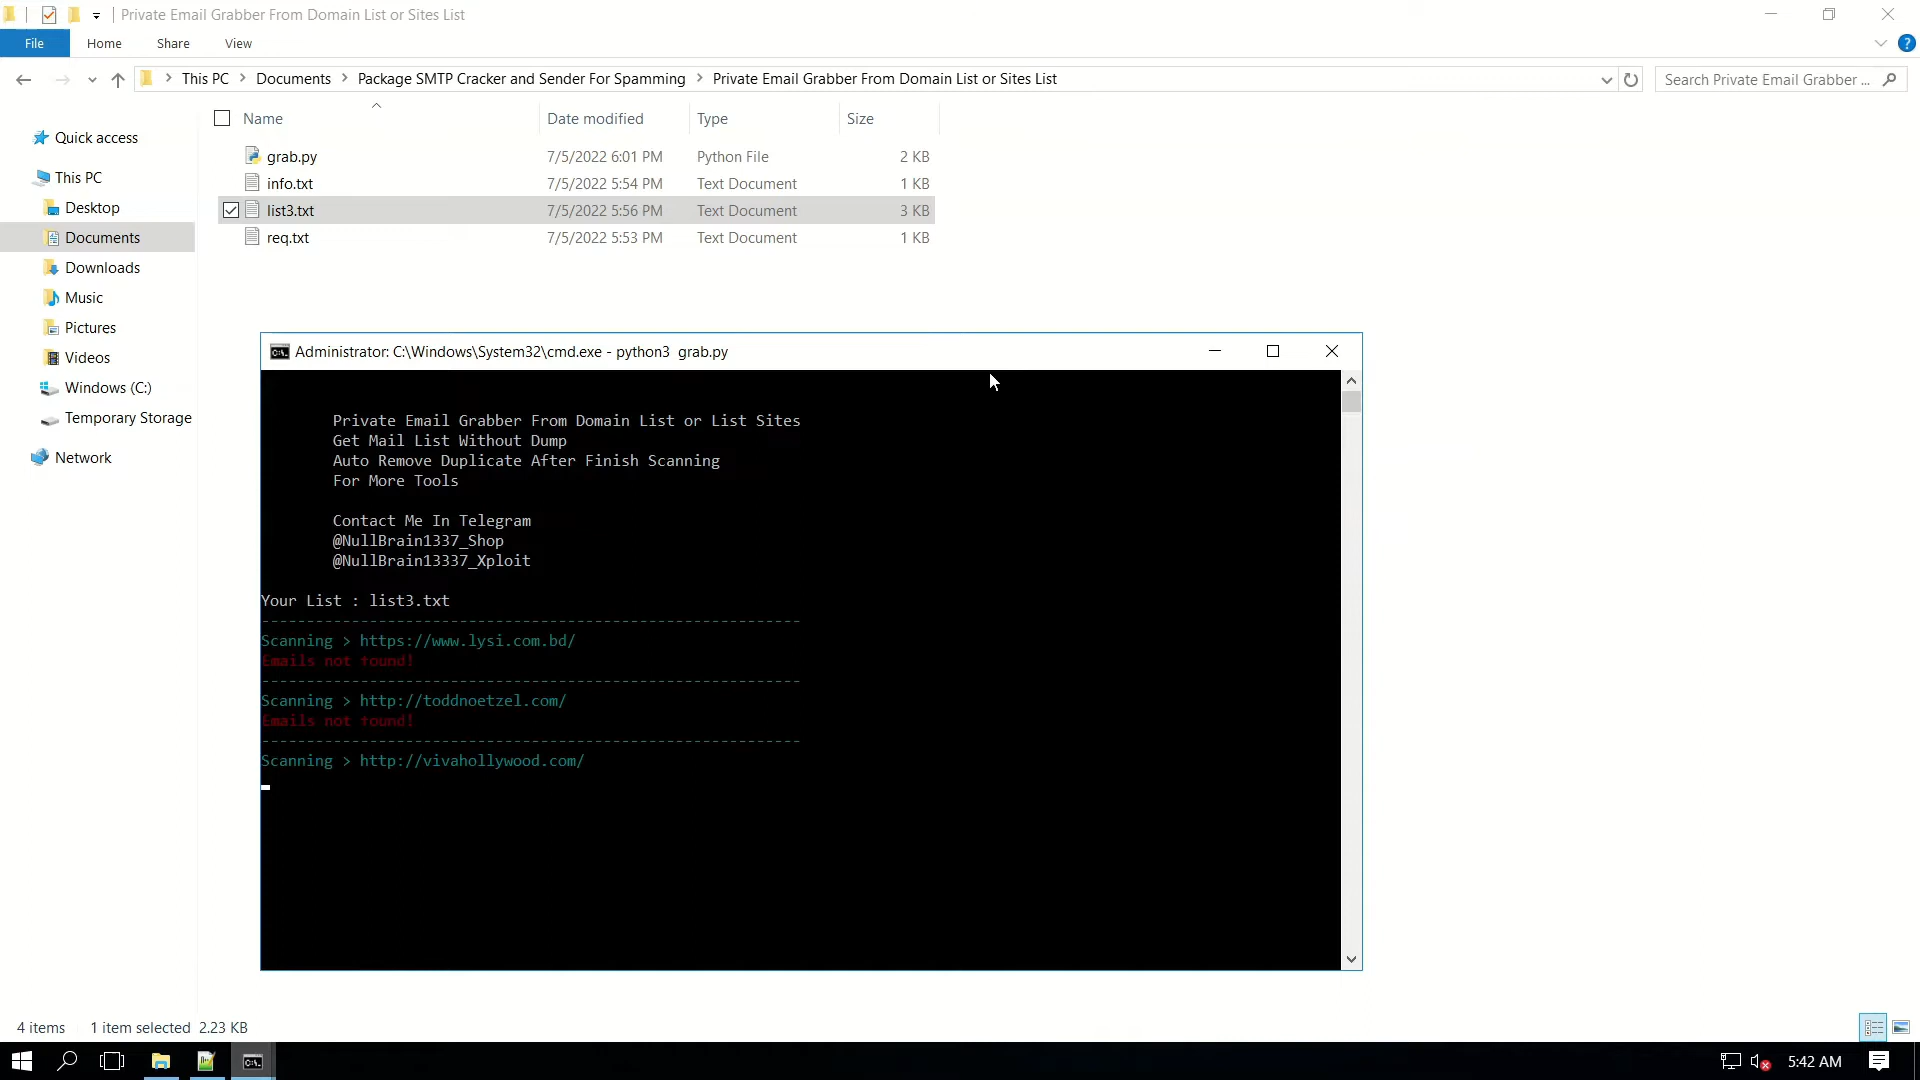 Private Email Grabber From Domain List or Sites List
File Home Share View
This PC > Documents > Package SMTP Cracker and Sender For Spamming > Private Email Grabber From Domain List or Sites List
Search Private Email Grabber ...
Name Date modified Type Size
grab.py 7/5/2022 6:01 PM Python File 2 KB
info.txt 7/5/2022 5:54 PM Text Document 1 KB
list3.txt 7/5/2022 5:56 PM Text Document 3 KB
req.txt 7/5/2022 5:53 PM Text Document 1 KB
Quick access
This PC
Desktop
Documents
Downloads
Music
Pictures
Videos
Windows (C:)
Temporary Storage
Network
Administrator: C:\Windows\System32\cmd.exe - python3 grab.py
Private Email Grabber From Domain List or List Sites
Get Mail List Without Dump
Auto Remove Duplicate After Finish Scanning
For More Tools
Contact Me In Telegram
@NullBrain1337_Shop
@NullBrain13337_Xploit
Your List : list3.txt
------------------------------------------------------------
Scanning > https://www.lysi.com.bd/
Emails not found!
------------------------------------------------------------
Scanning > http://toddnoetzel.com/
Emails not found!
------------------------------------------------------------
Scanning > http://vivahollywood.com/
4 items 1 item selected 2.23 KB
5:42 AM